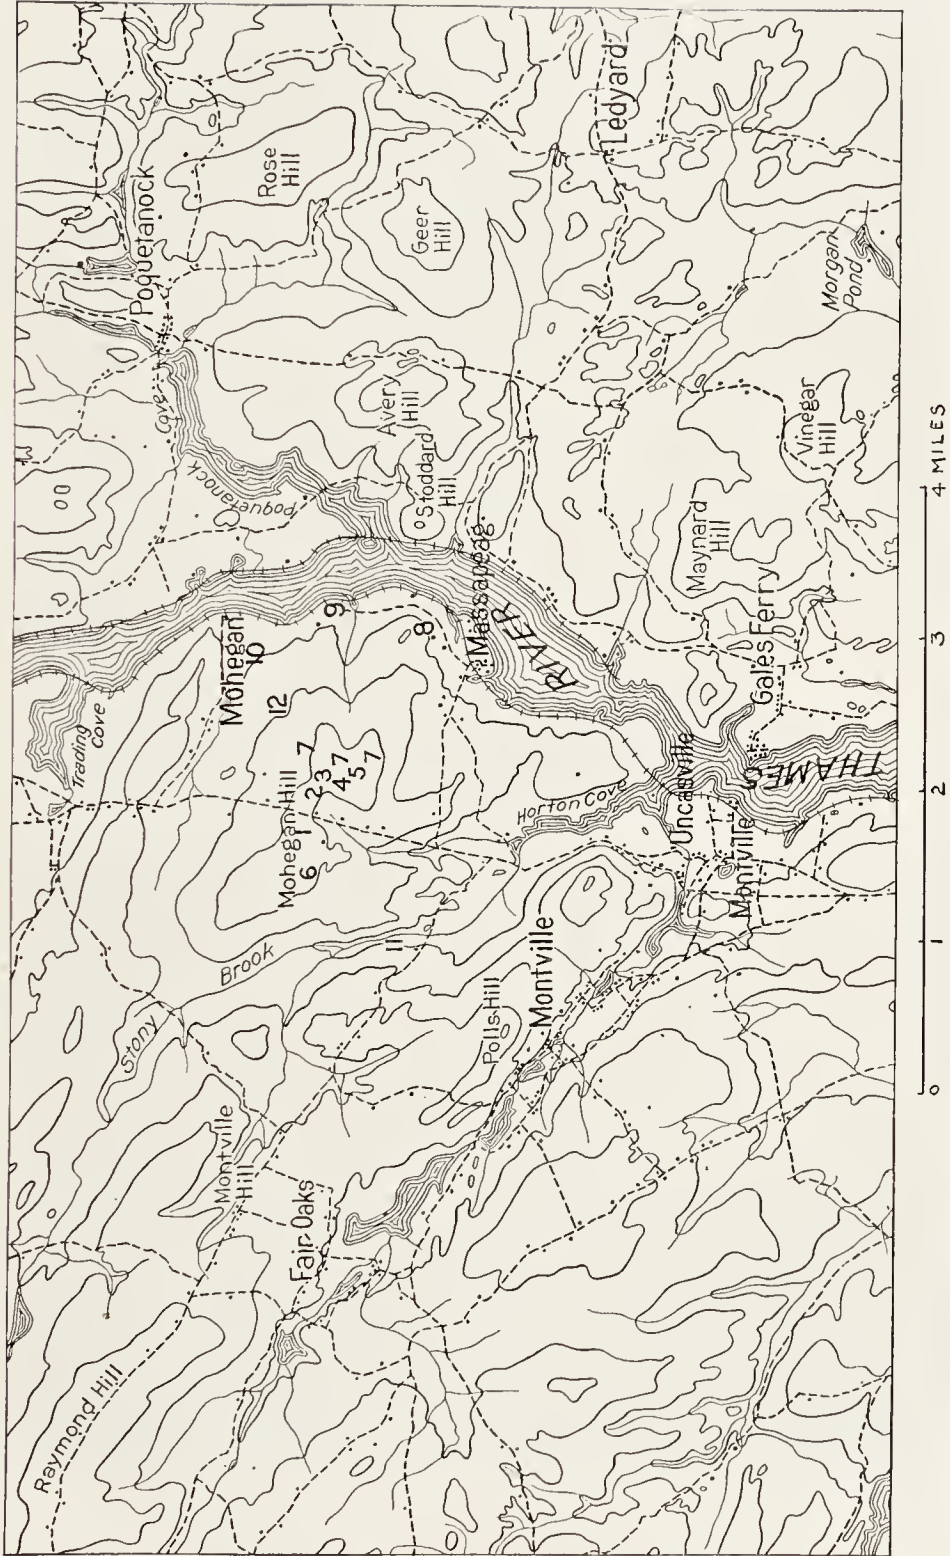 Raymond Hill
Montville
Hill
Fair Oaks
Stony
Brook
Trading
Cove
Mohegan
10
12
9
8
Mohegan Hill
1
6
2
3
4
7
5
7
7
11
Polls Hill
Montville
Horton Cove
Uncasville
Montville
Massapeag
RIVER
THAMES
Gales Ferry
Poquetanock
Cove
Poquetanock
Rose
Hill
Geer
Hill
Avery
Hill
Stoddard
Hill
Maynard
Hill
Vinegar
Hill
Morgan
Pond
Ledyard
0 1 2 3 4 MILES